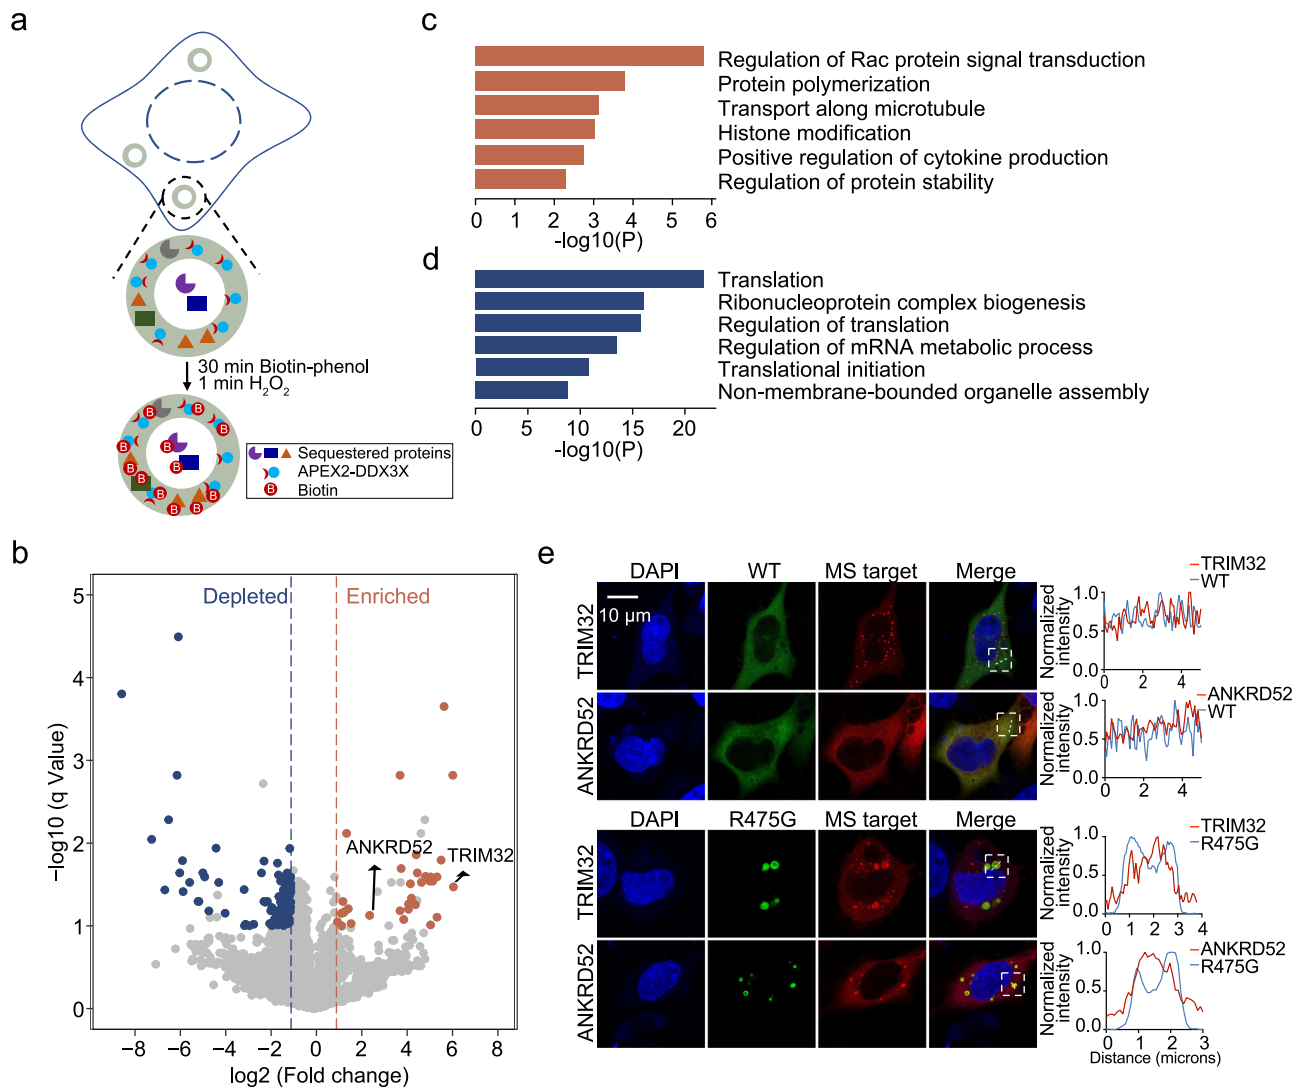 a
30 min Biotin-phenol
1 min H₂O₂
B
B
B
B
B
B
B
B
B
B
B
B
Sequestered proteins
APEX2-DDX3X
B Biotin
c
Regulation of Rac protein signal transduction
Protein polymerization
Transport along microtubule
Histone modification
Positive regulation of cytokine production
Regulation of protein stability
0 1 2 3 4 5 6
-log10(P)
d
Translation
Ribonucleoprotein complex biogenesis
Regulation of translation
Regulation of mRNA metabolic process
Translational initiation
Non-membrane-bounded organelle assembly
0 5 10 15 20
-log10(P)
b
Depleted
Enriched
ANKRD52
TRIM32
5
4
3
2
1
0
−log10 (q Value)
−8 −6 −4 −2 0 2 4 6 8
log2 (Fold change)
e
DAPI WT MS target Merge
10 µm
TRIM32
ANKRD52
Normalized
intensity
1.0
0.5
0.0
0 2 4
TRIM32
WT
Normalized
intensity
1.0
0.5
0.0
0 2 4
ANKRD52
WT
DAPI R475G MS target Merge
TRIM32
ANKRD52
Normalized
intensity
1.0
0.5
0.0
0 1 2 3 4
TRIM32
R475G
Normalized
intensity
1.0
0.5
0.0
0 1 2 3
ANKRD52
R475G
Distance (microns)